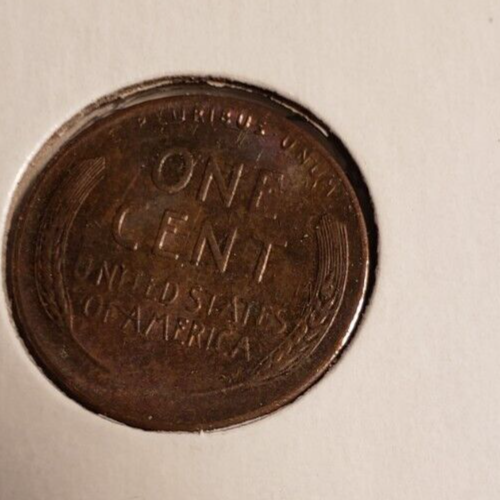 E PLURIBUS UNUM
ONE
CENT
UNITED STATES
OF AMERICA